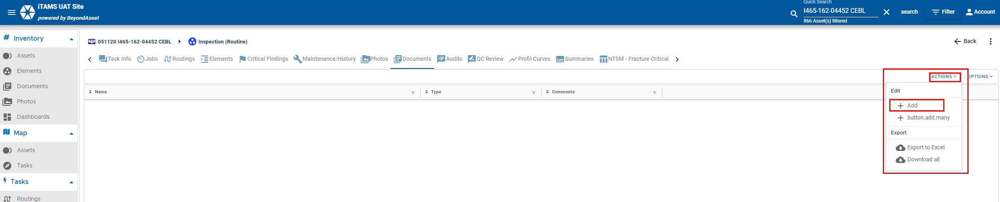 iTAMS UAT Site
powered by BeyondAsset
Quick Search
I465-162-04452 CEBL
866 Asset(s) filtered
search
Filter
Account
Inventory
Assets
Elements
Documents
Photos
Dashboards
Map
Assets
Tasks
Tasks
Routings
051120 I465-162-04452 CEBL
Inspection (Routine)
Back
Task Info
Jobs
Routings
Elements
Critical Findings
Maintenance/History
Photos
Documents
Audits
QC Review
Profil Curves
Summaries
NTSM - Fracture Critical
ACTIONS
OPTIONS
Name
Type
Comments
Edit
Add
button.add.many
Export
Export to Excel
Download all